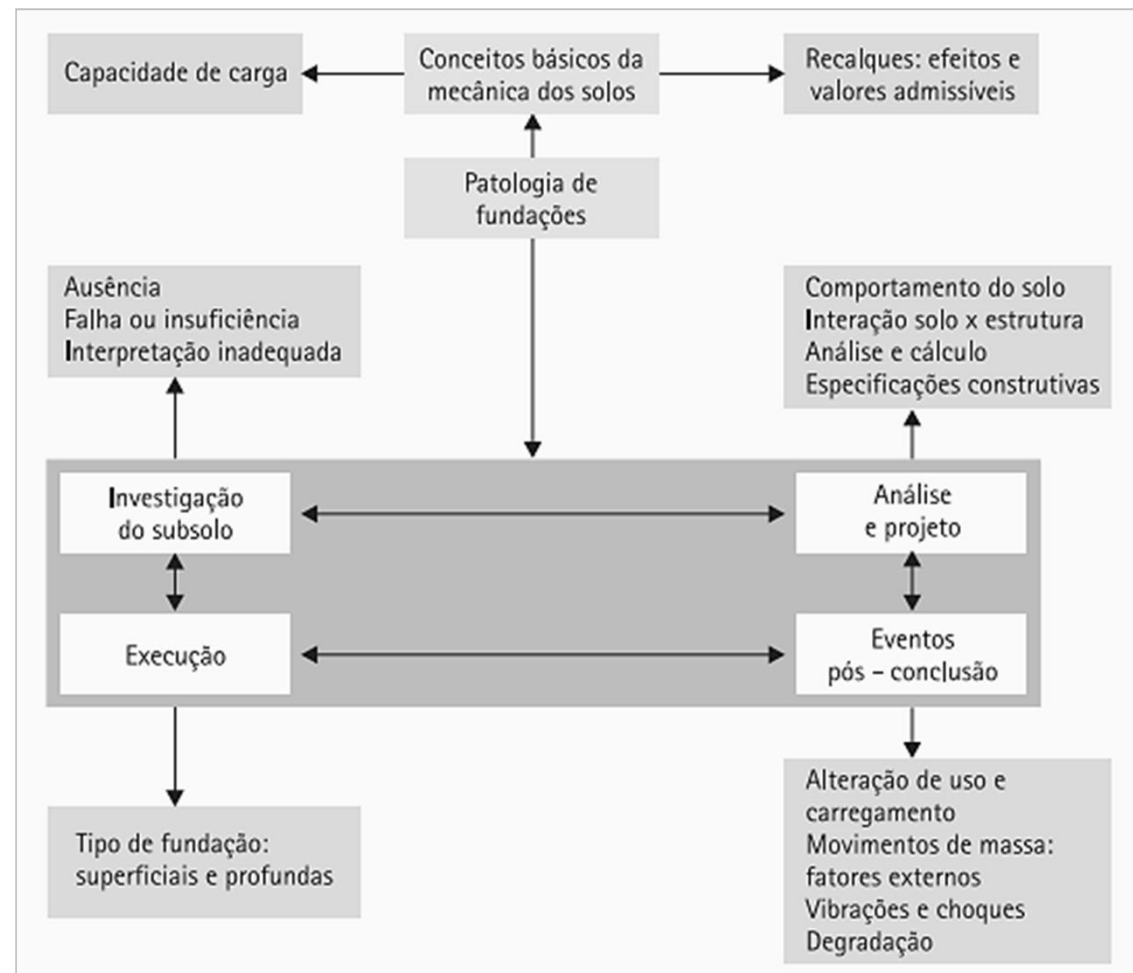 Capacidade de carga
Conceitos básicos da
mecânica dos solos
Recalques: efeitos e
valores admissíveis
Patologia de
fundações
Ausência
Falha ou insuficiência
Interpretação inadequada
Comportamento do solo
Interação solo x estrutura
Análise e cálculo
Especificações construtivas
Investigação
do subsolo
Análise
e projeto
Execução
Eventos
pós – conclusão
Tipo de fundação:
superficiais e profundas
Alteração de uso e
carregamento
Movimentos de massa:
fatores externos
Vibrações e choques
Degradação